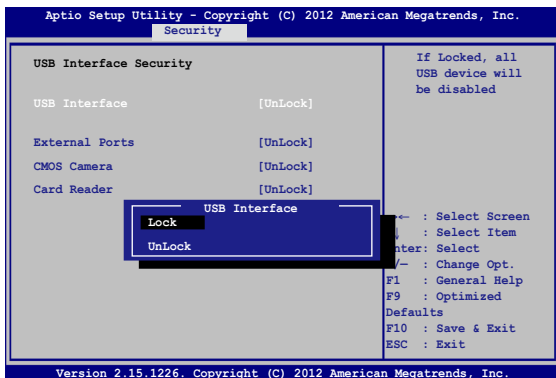 Aptio Setup Utility - Copyright (C) 2012 American Megatrends, Inc.
Security
USB Interface Security
USB Interface [UnLock]
External Ports [UnLock]
CMOS Camera [UnLock]
Card Reader [UnLock]
USB Interface
Lock
UnLock
If Locked, all
USB device will
be disabled
: Select Screen
: Select Item
: Select
: Change Opt.
F1 : General Help
F9 : Optimized
Defaults
F10 : Save & Exit
ESC : Exit
Version 2.15.1226. Copyright (C) 2012 American Megatrends, Inc.